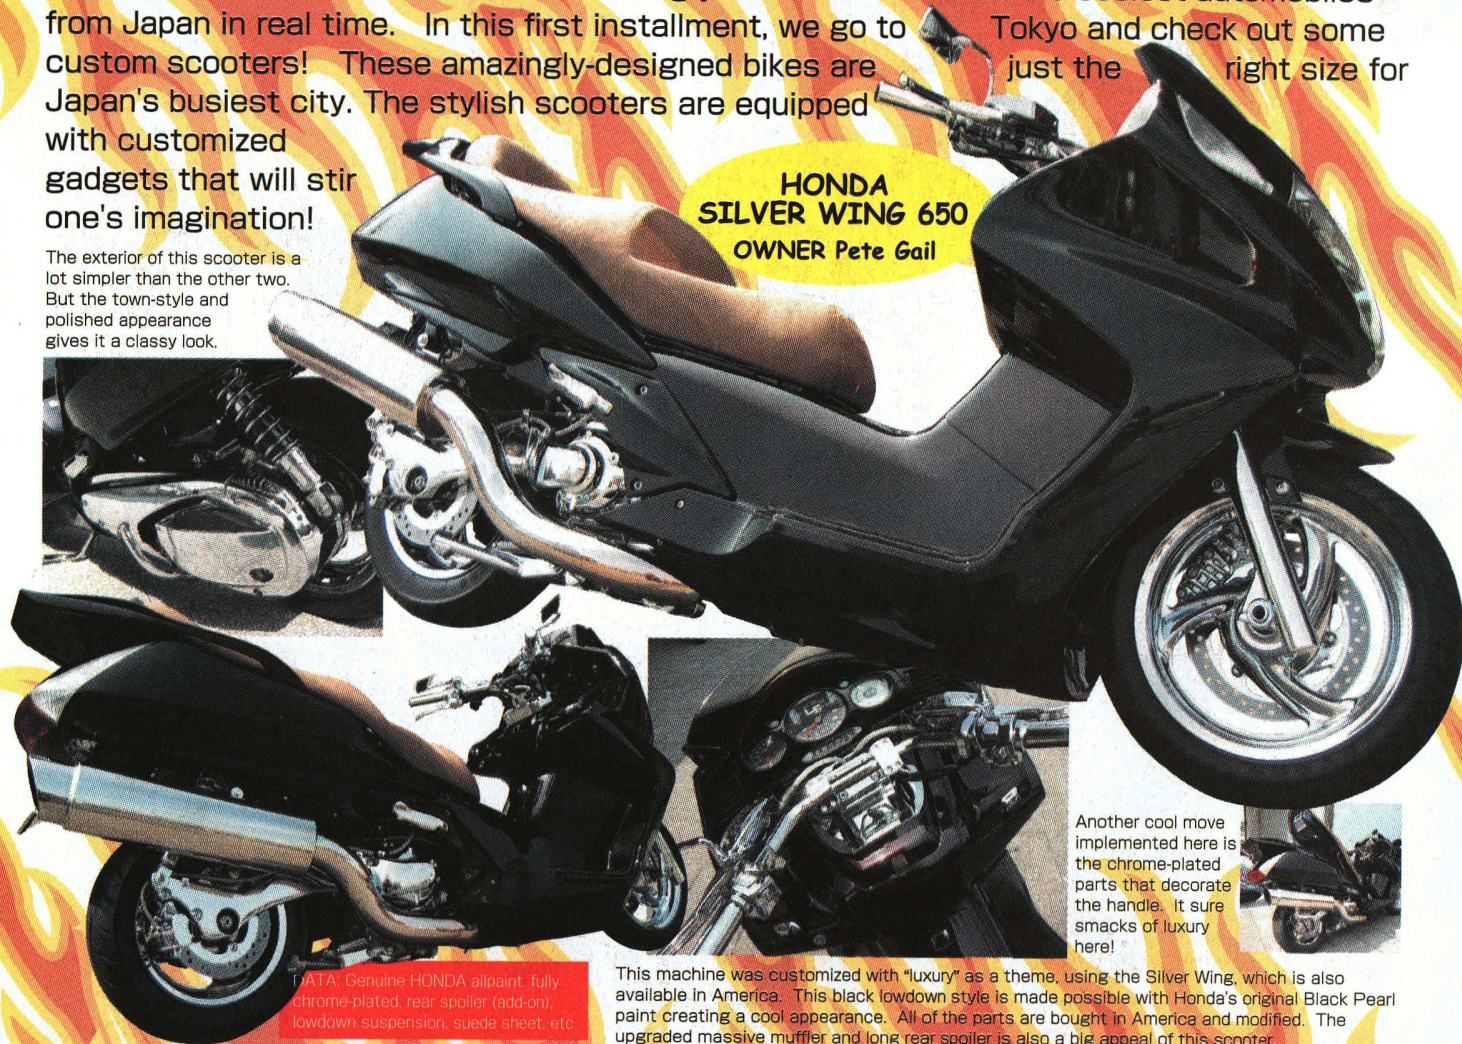 from Japan in real time. In this first installment, we go to Tokyo and check out some
custom scooters! These amazingly-designed bikes are just the right size for
Japan's busiest city. The stylish scooters are equipped
with customized
gadgets that will stir
one's imagination!
The exterior of this scooter is a
lot simpler than the other two.
But the town-style and
polished appearance
gives it a classy look.
HONDA
SILVER WING 650
OWNER Pete Gail
Another cool move
implemented here is
the chrome-plated
parts that decorate
the handle. It sure
smacks of luxury
here!
DATA: Genuine HONDA allpaint, fully
chrome-plated, rear spoiler (add-on),
lowdown suspension, suede sheet, etc.
This machine was customized with "luxury" as a theme, using the Silver Wing, which is also
available in America. This black lowdown style is made possible with Honda's original Black Pearl
paint creating a cool appearance. All of the parts are bought in America and modified. The
upgraded massive muffler and long rear spoiler is also a big appeal of this scooter